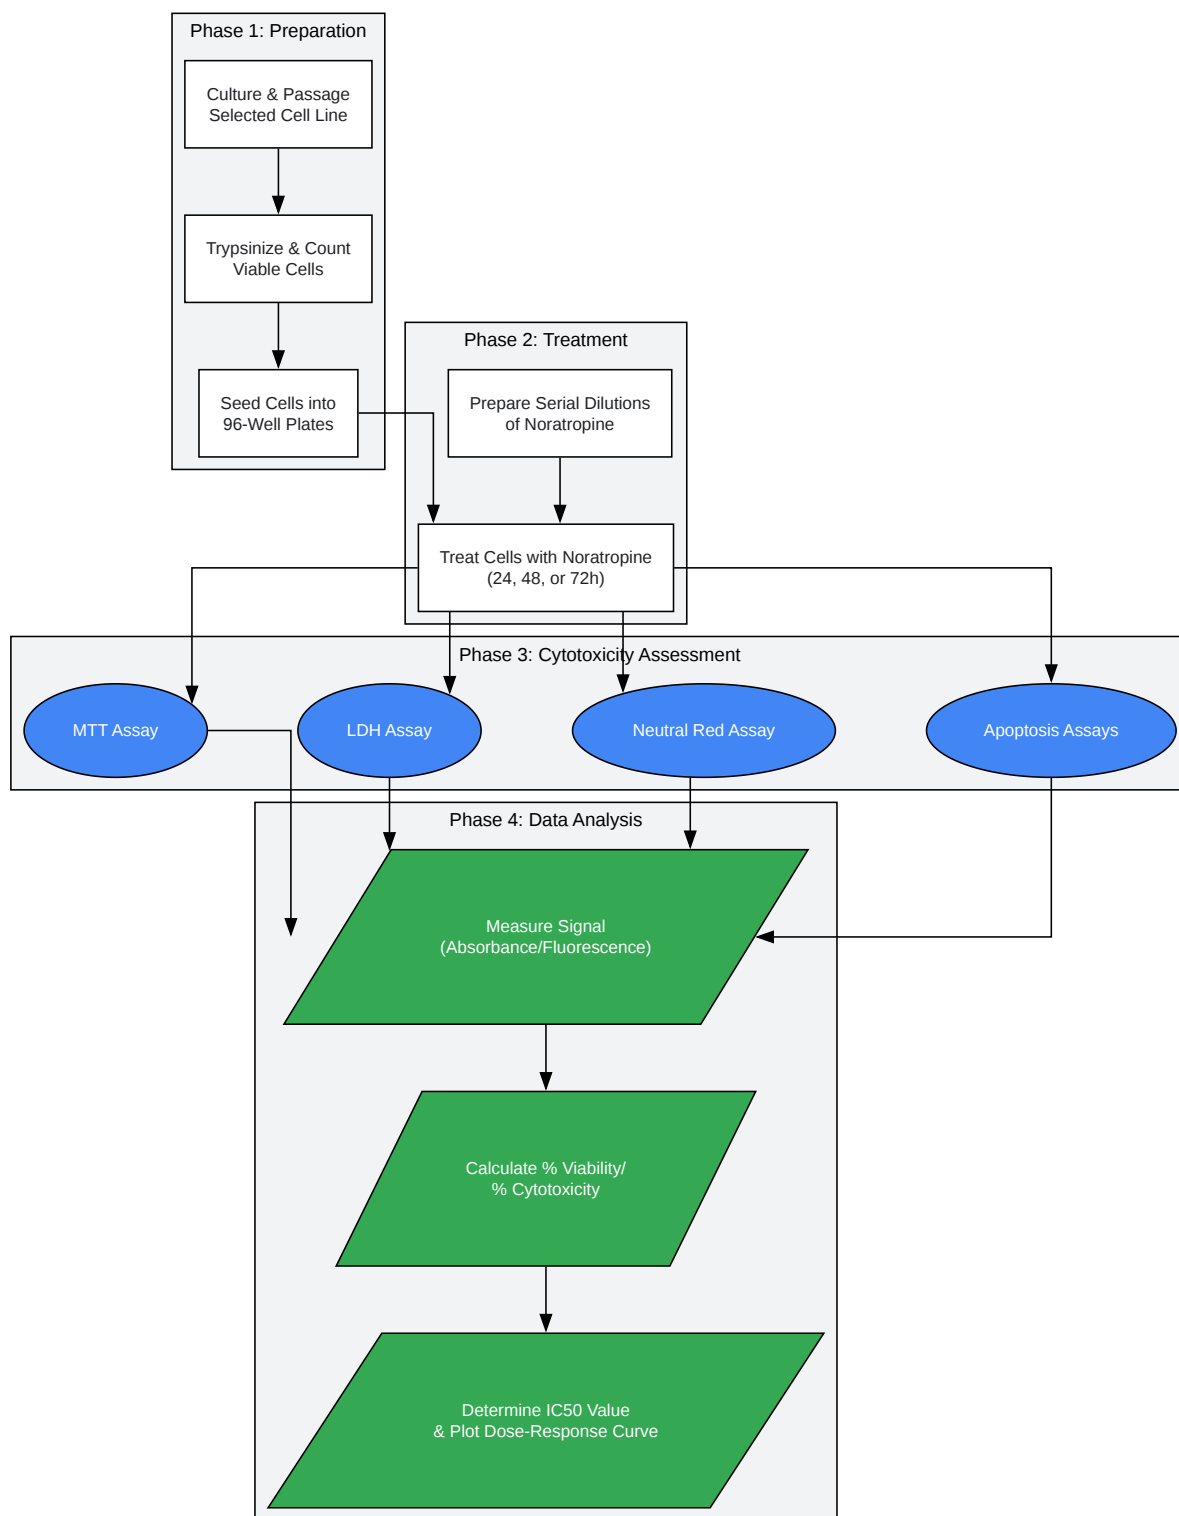 Phase 1: Preparation
Culture & Passage
Selected Cell Line
Trypsinize & Count
Viable Cells
Seed Cells into
96-Well Plates
Phase 2: Treatment
Prepare Serial Dilutions
of Noratropine
Treat Cells with Noratropine
(24, 48, or 72h)
Phase 3: Cytotoxicity Assessment
MTT Assay
LDH Assay
Neutral Red Assay
Apoptosis Assays
Phase 4: Data Analysis
Measure Signal
(Absorbance/Fluorescence)
Calculate % Viability/
% Cytotoxicity
Determine IC50 Value
& Plot Dose-Response Curve